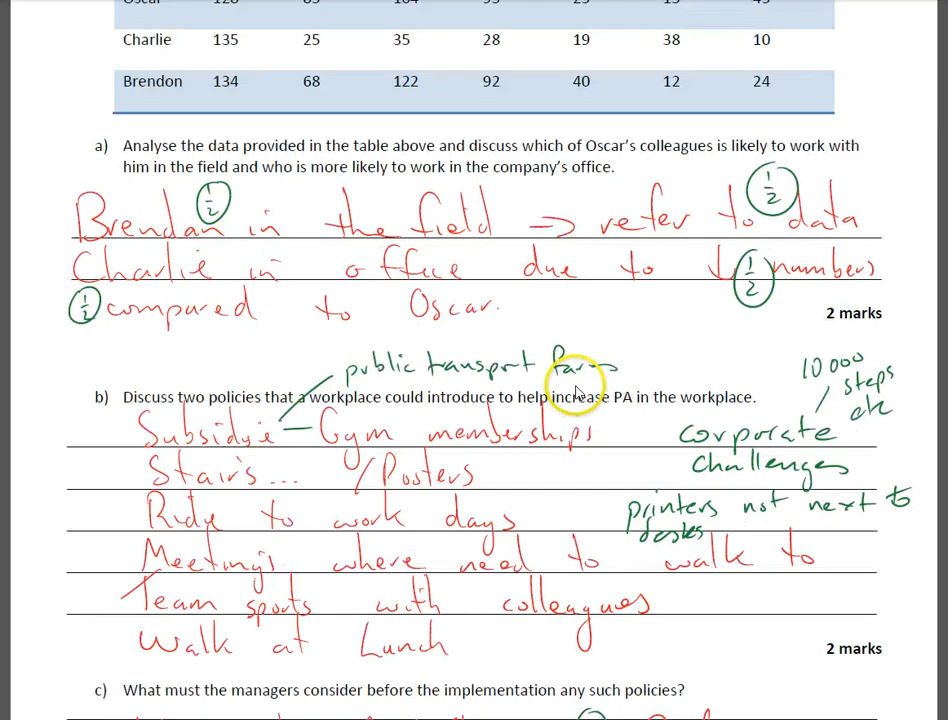 Charlie 135 25 35 28 19 38 10
Brendon 134 68 122 92 40 12 24
a) Analyse the data provided in the table above and discuss which of Oscar's colleagues is likely to work with
him in the field and who is more likely to work in the company's office.
Brendan 1/2 in the field => refer to 1/2 data
Charlie in office due to ↓ 1/2 numbers
1/2 compared to Oscar.
2 marks
public transport
10 000
steps
etc
b) Discuss two policies that a workplace could introduce to help increase PA in the workplace.
Subsidsie - Gym memberships
corporate
challenges
Stairs... / Posters
printers not next to
desks
Ride to work days
Meeting's where need to walk to
Team sports with colleagues
Walk at Lunch
2 marks
c) What must the managers consider before the implementation any such policies?